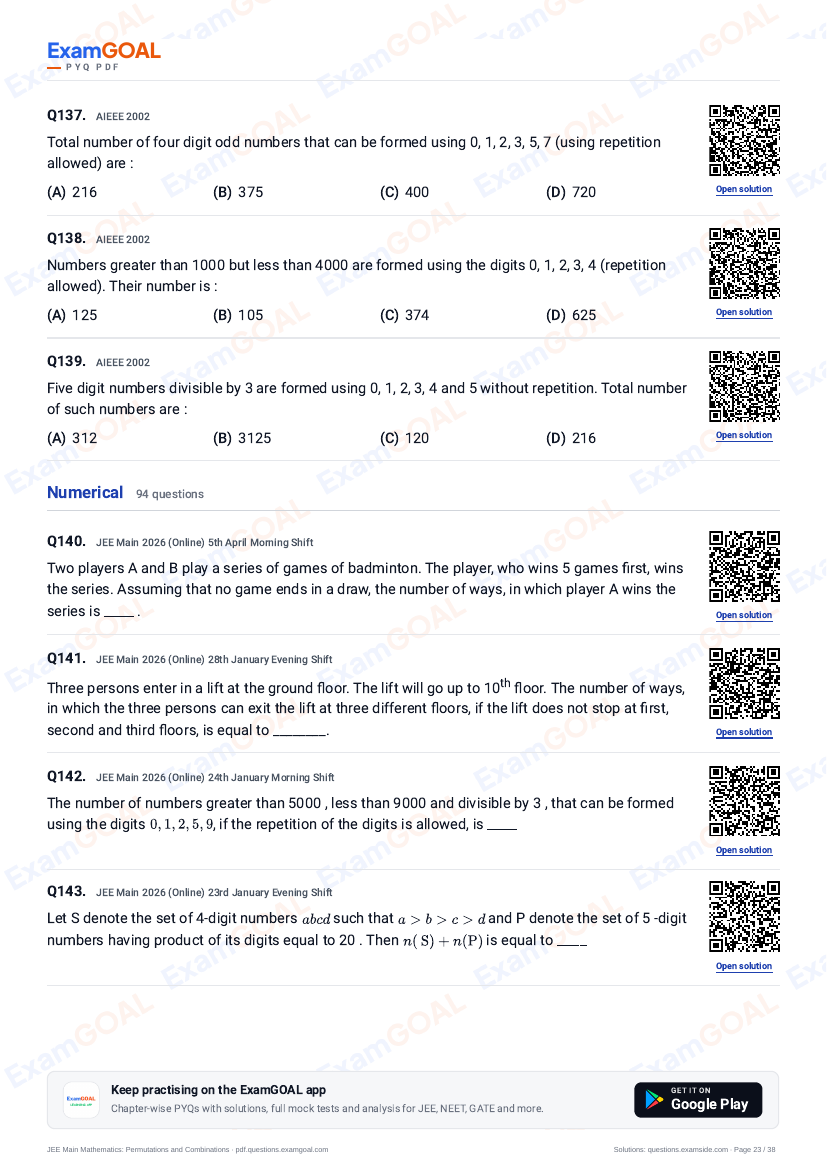 ExamGOAL
PYQ PDF
Q137. AIEEE 2002
Total number of four digit odd numbers that can be formed using 0, 1, 2, 3, 5, 7 (using repetition
allowed) are :
(A) 216 (B) 375 (C) 400 (D) 720
Open solution
Q138. AIEEE 2002
Numbers greater than 1000 but less than 4000 are formed using the digits 0, 1, 2, 3, 4 (repetition
allowed). Their number is :
(A) 125 (B) 105 (C) 374 (D) 625
Open solution
Q139. AIEEE 2002
Five digit numbers divisible by 3 are formed using 0, 1, 2, 3, 4 and 5 without repetition. Total number
of such numbers are :
(A) 312 (B) 3125 (C) 120 (D) 216
Open solution
Numerical 94 questions
Q140. JEE Main 2026 (Online) 5th April Morning Shift
Two players A and B play a series of games of badminton. The player, who wins 5 games first, wins
the series. Assuming that no game ends in a draw, the number of ways, in which player A wins the
series is ____ .
Open solution
Q141. JEE Main 2026 (Online) 28th January Evening Shift
Three persons enter in a lift at the ground floor. The lift will go up to 10th floor. The number of ways,
in which the three persons can exit the lift at three different floors, if the lift does not stop at first,
second and third floors, is equal to _______.
Open solution
Q142. JEE Main 2026 (Online) 24th January Morning Shift
The number of numbers greater than 5000 , less than 9000 and divisible by 3 , that can be formed
using the digits 0, 1, 2, 5, 9, if the repetition of the digits is allowed, is ____
Open solution
Q143. JEE Main 2026 (Online) 23rd January Evening Shift
Let S denote the set of 4-digit numbers abcd such that a > b > c > d and P denote the set of 5 -digit
numbers having product of its digits equal to 20 . Then n( S) + n(P) is equal to ____
Open solution
ExamGOAL
Keep practising on the ExamGOAL app
Chapter-wise PYQs with solutions, full mock tests and analysis for JEE, NEET, GATE and more.
GET IT ON
Google Play
JEE Main Mathematics: Permutations and Combinations · pdf.questions.examgoal.com
Solutions: questions.examside.com · Page 23 / 38